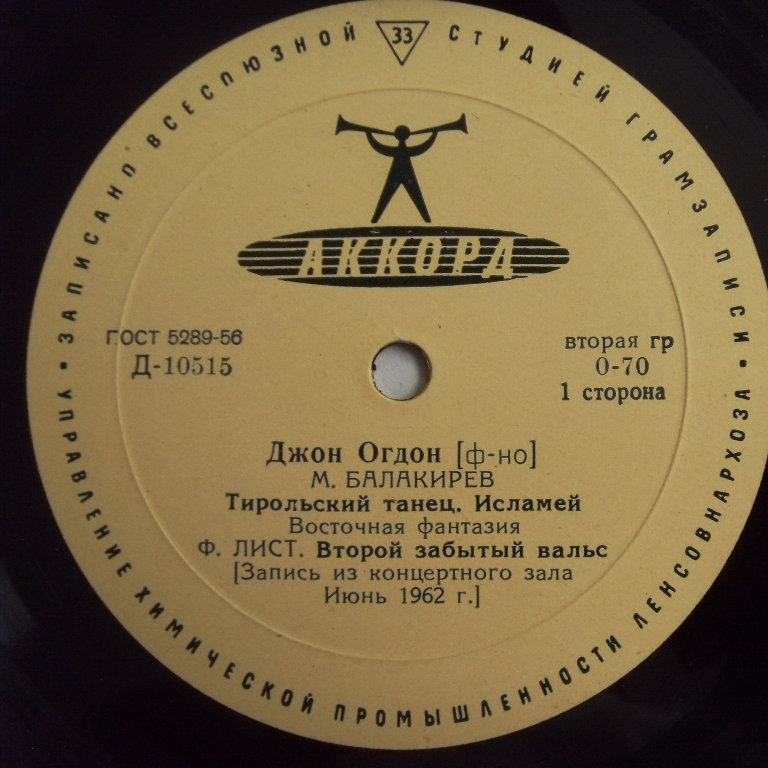 ЗАПИСАНО ВСЕСОЮЗНОЙ СТУДИЕЙ ГРАМЗАПИСИ
33
АККОРД
ГОСТ 5289-56
Д-10515
вторая гр
0-70
1 сторона
Джон Огдон [ф-но]
М. БАЛАКИРЕВ
Тирольский танец. Исламей
Восточная фантазия
Ф. ЛИСТ. Второй забытый вальс
[Запись из концертного зала
Июнь 1962 г.]
УПРАВЛЕНИЕ ХИМИЧЕСКОЙ ПРОМЫШЛЕННОСТИ ЛЕНСОВНАРХОЗА